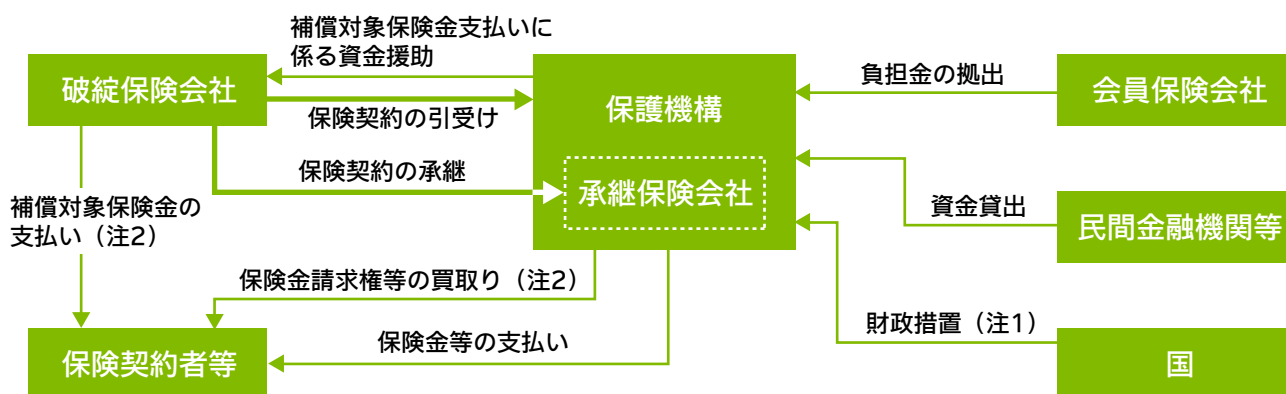 補償対象保険金支払いに
係る資金援助
破綻保険会社
保険契約の引受け
保護機構
負担金の拠出
会員保険会社
保険契約の承継
承継保険会社
資金貸出
民間金融機関等
補償対象保険金の
支払い（注2）
保険金請求権等の買取り（注2）
財政措置（注1）
保険契約者等
保険金等の支払い
国